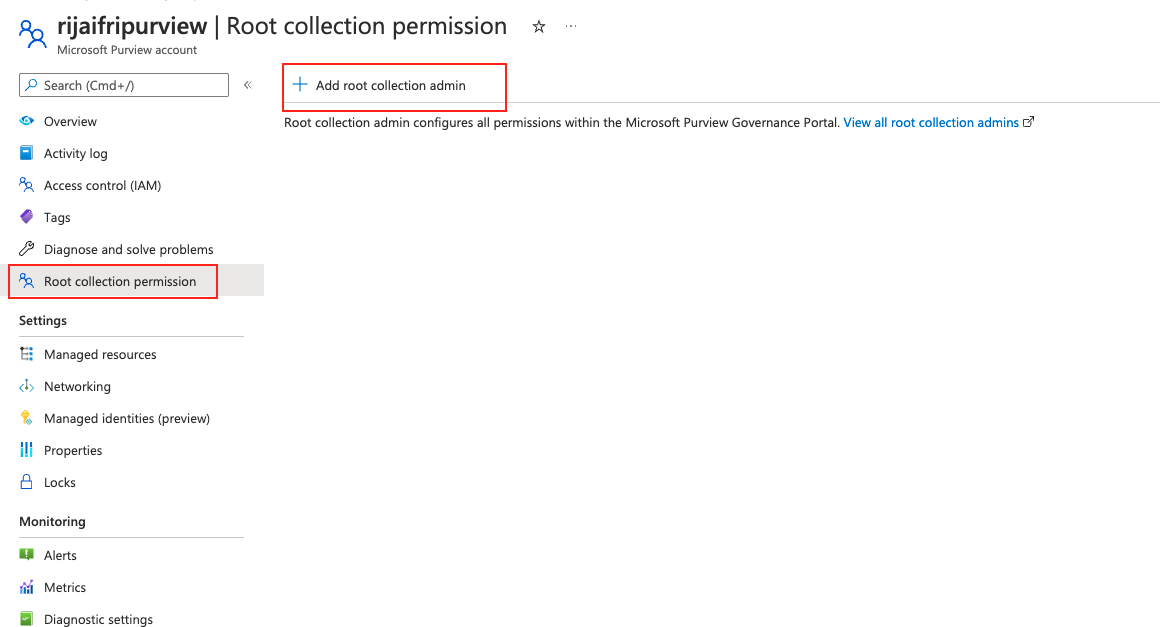 rijaifripurview | Root collection permission
Microsoft Purview account
Search (Cmd+/)
Add root collection admin
Root collection admin configures all permissions within the Microsoft Purview Governance Portal. View all root collection admins
Overview
Activity log
Access control (IAM)
Tags
Diagnose and solve problems
Root collection permission
Settings
Managed resources
Networking
Managed identities (preview)
Properties
Locks
Monitoring
Alerts
Metrics
Diagnostic settings